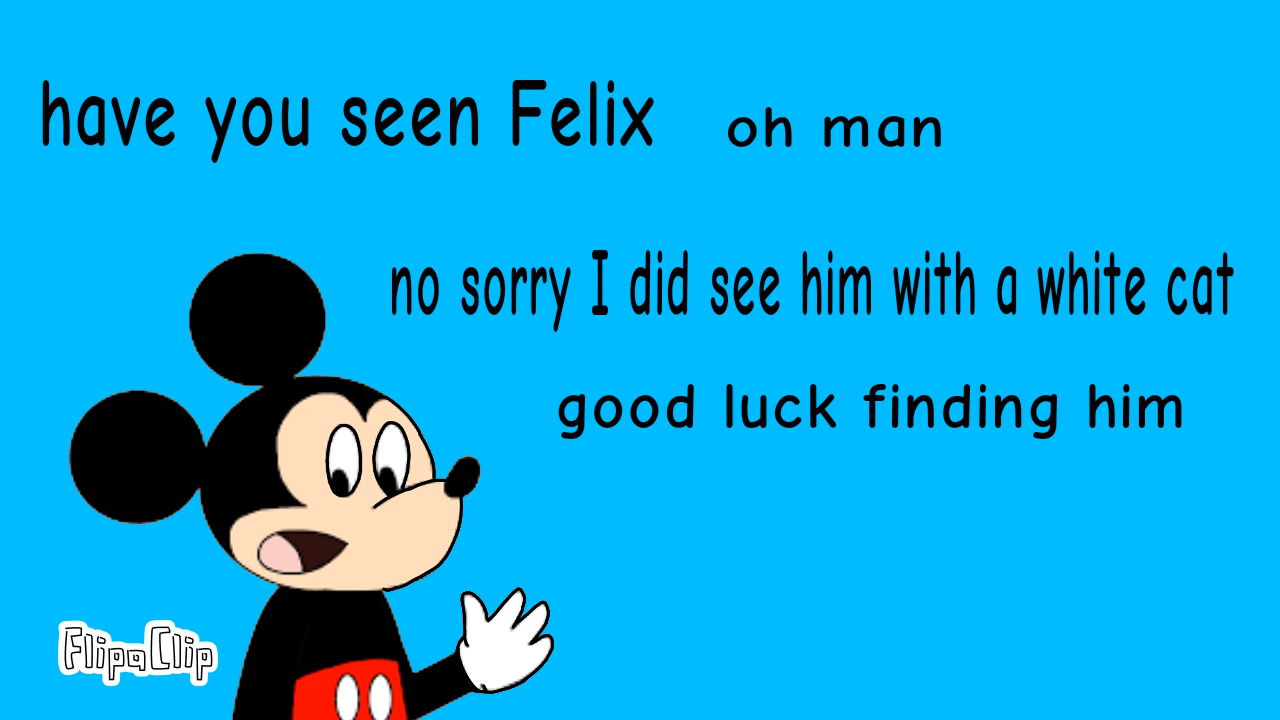 have you seen Felix oh man
no sorry I did see him with a white cat
good luck finding him
FlipaClip